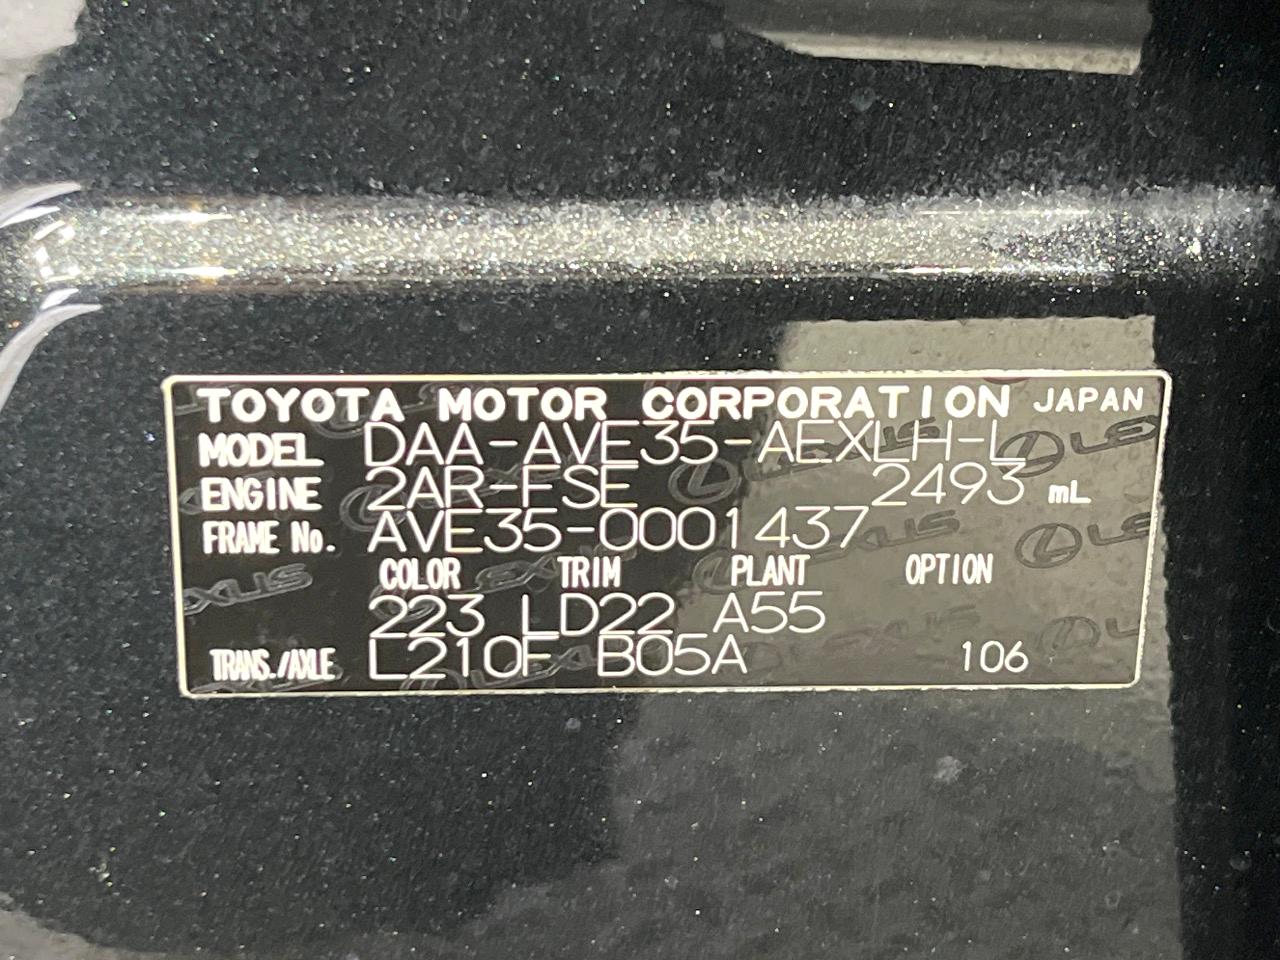 TOYOTA MOTOR CORPORATION JAPAN
MODEL DAA-AVE35-AEXLH-L
ENGINE 2AR-FSE 2493 mL
FRAME No. AVE35-0001437
COLOR TRIM PLANT OPTION
223 LD22 A55
TRANS./AXLE L210F B05A 106